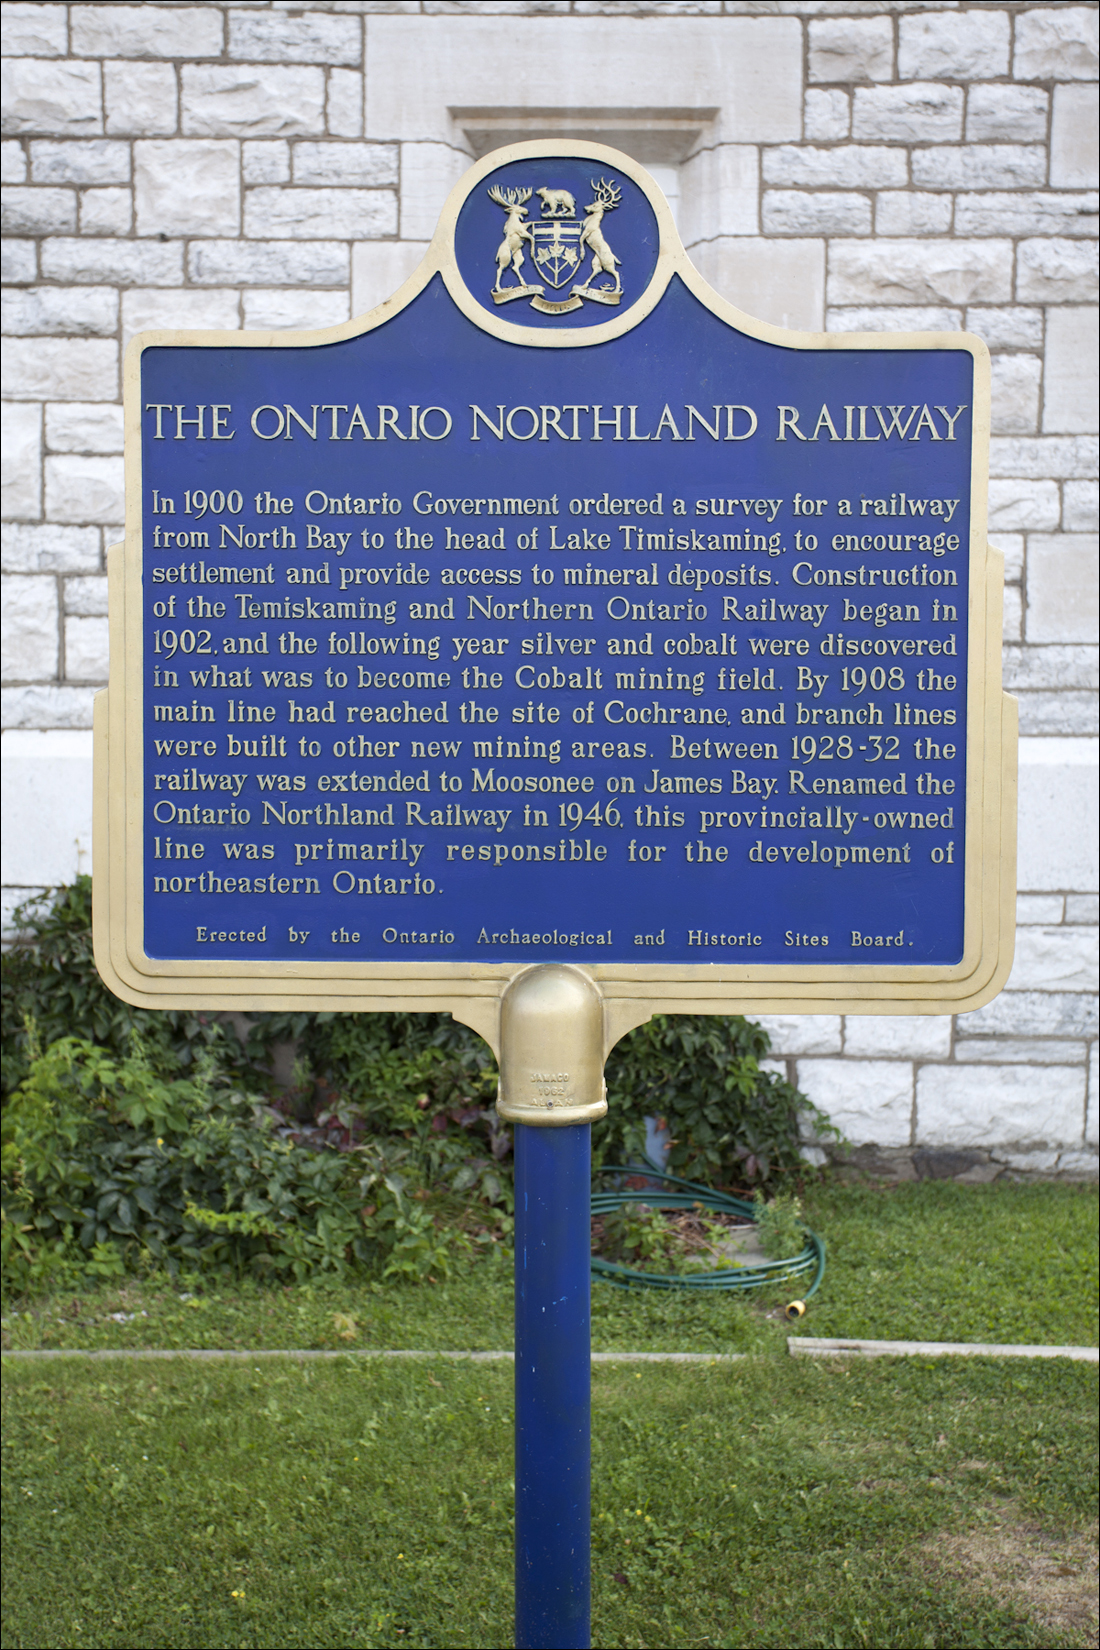 THE ONTARIO NORTHLAND RAILWAY
In 1900 the Ontario Government ordered a survey for a railway
from North Bay to the head of Lake Timiskaming, to encourage
settlement and provide access to mineral deposits. Construction
of the Temiskaming and Northern Ontario Railway began in
1902, and the following year silver and cobalt were discovered
in what was to become the Cobalt mining field. By 1908 the
main line had reached the site of Cochrane, and branch lines
were built to other new mining areas. Between 1928-32 the
railway was extended to Moosonee on James Bay. Renamed the
Ontario Northland Railway in 1946, this provincially-owned
line was primarily responsible for the development of
northeastern Ontario.
Erected by the Ontario Archaeological and Historic Sites Board.